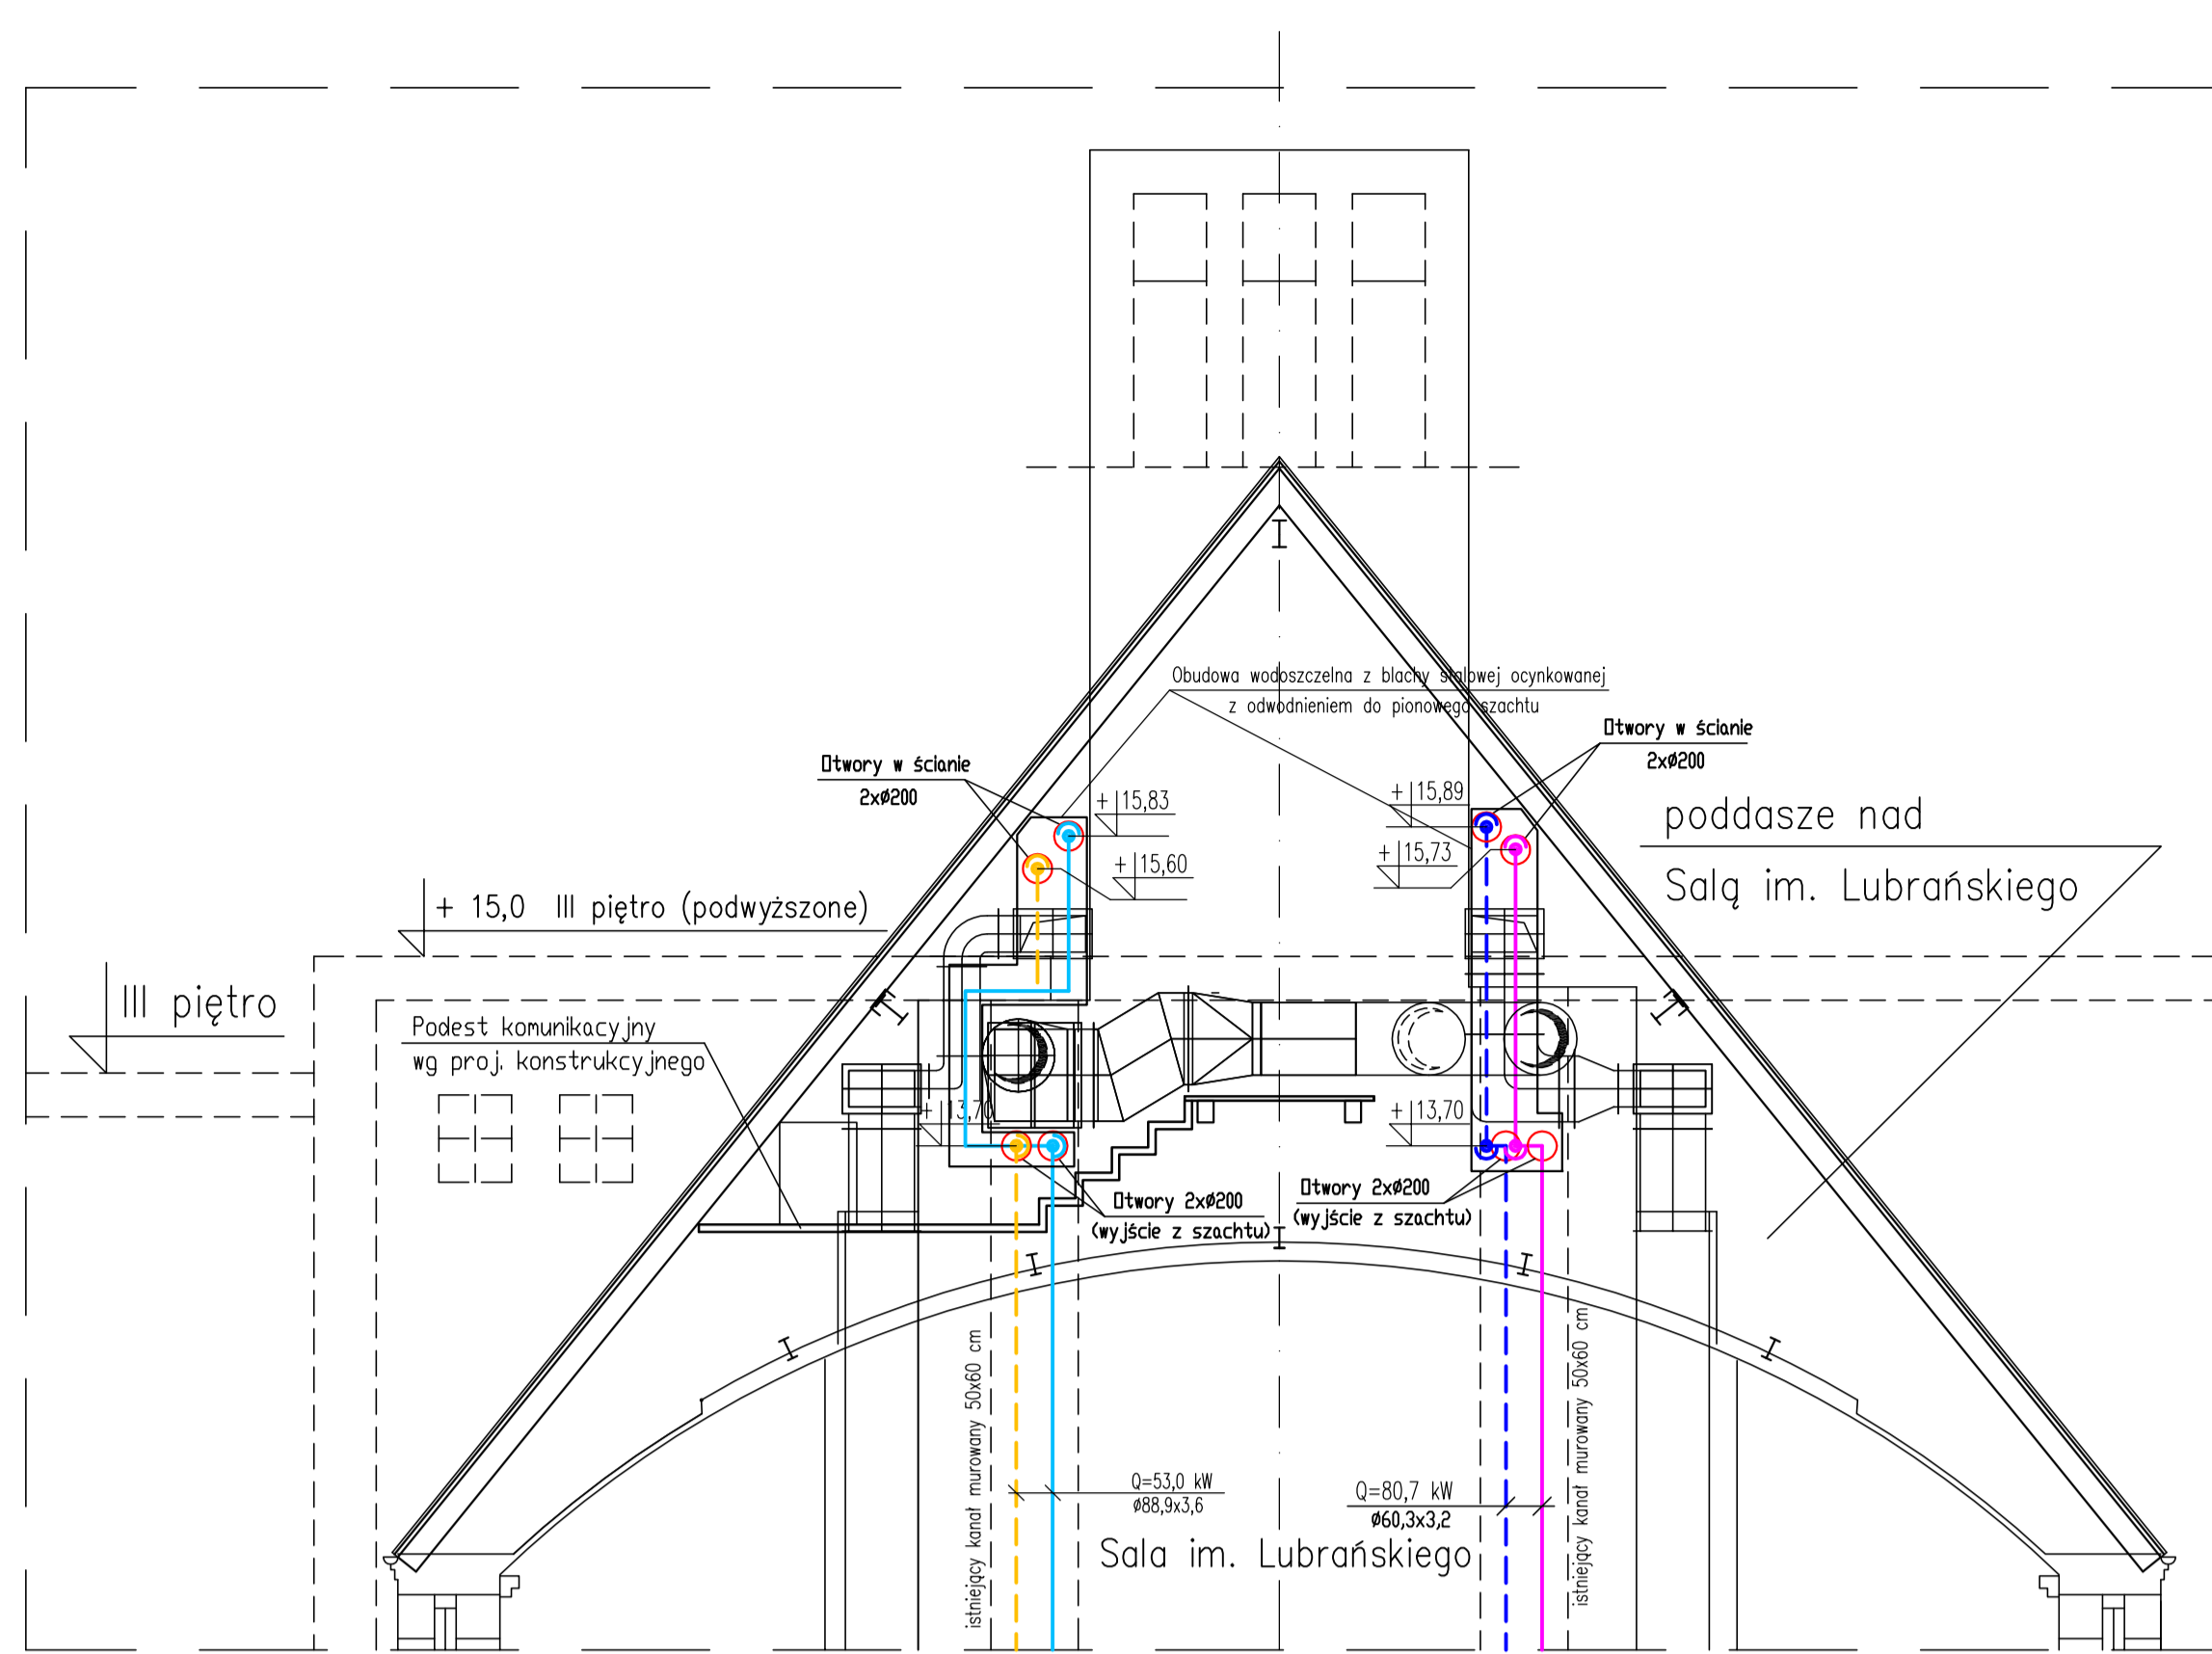 Obudowa wodoszczelna z blachy stalowej ocynkowanej
z odwodnieniem do pionowego szachtu
Otwory w ścianie
2xø200
Otwory w ścianie
2xø200
+ 15,83
+ 15,89
+ 15,60
+ 15,73
poddasze nad
Salą im. Lubrańskiego
+ 15,0 III piętro (podwyższone)
III piętro
Podest komunikacyjny
wg proj. konstrukcyjnego
+ 13,70
+ 13,70
Otwory 2xø200
(wyjście z szachtu)
Otwory 2xø200
(wyjście z szachtu)
istniejący kanał murowany 50x60 cm
istniejący kanał murowany 50x60 cm
Q=53,0 kW
ø88,9x3,6
Q=80,7 kW
ø60,3x3,2
Sala im. Lubrańskiego